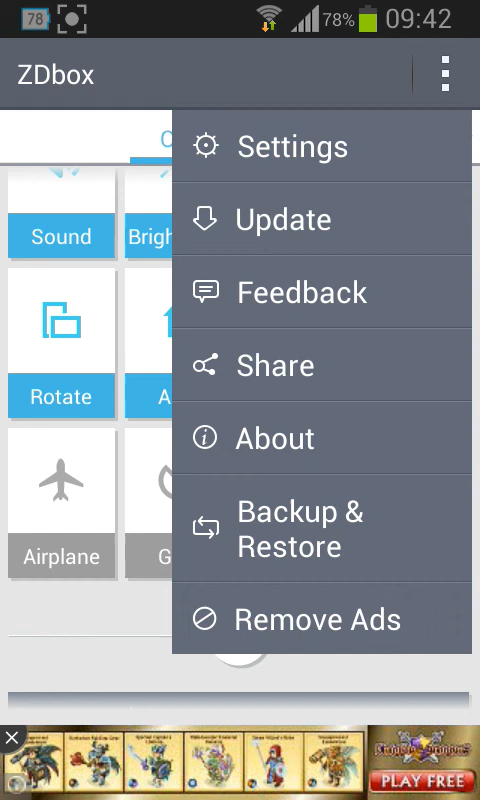 78 78% 09:42
ZDbox
Settings
Update
Feedback
Share
About
Backup &
Restore
Remove Ads
Sound
Rotate
Airplane
PLAY FREE